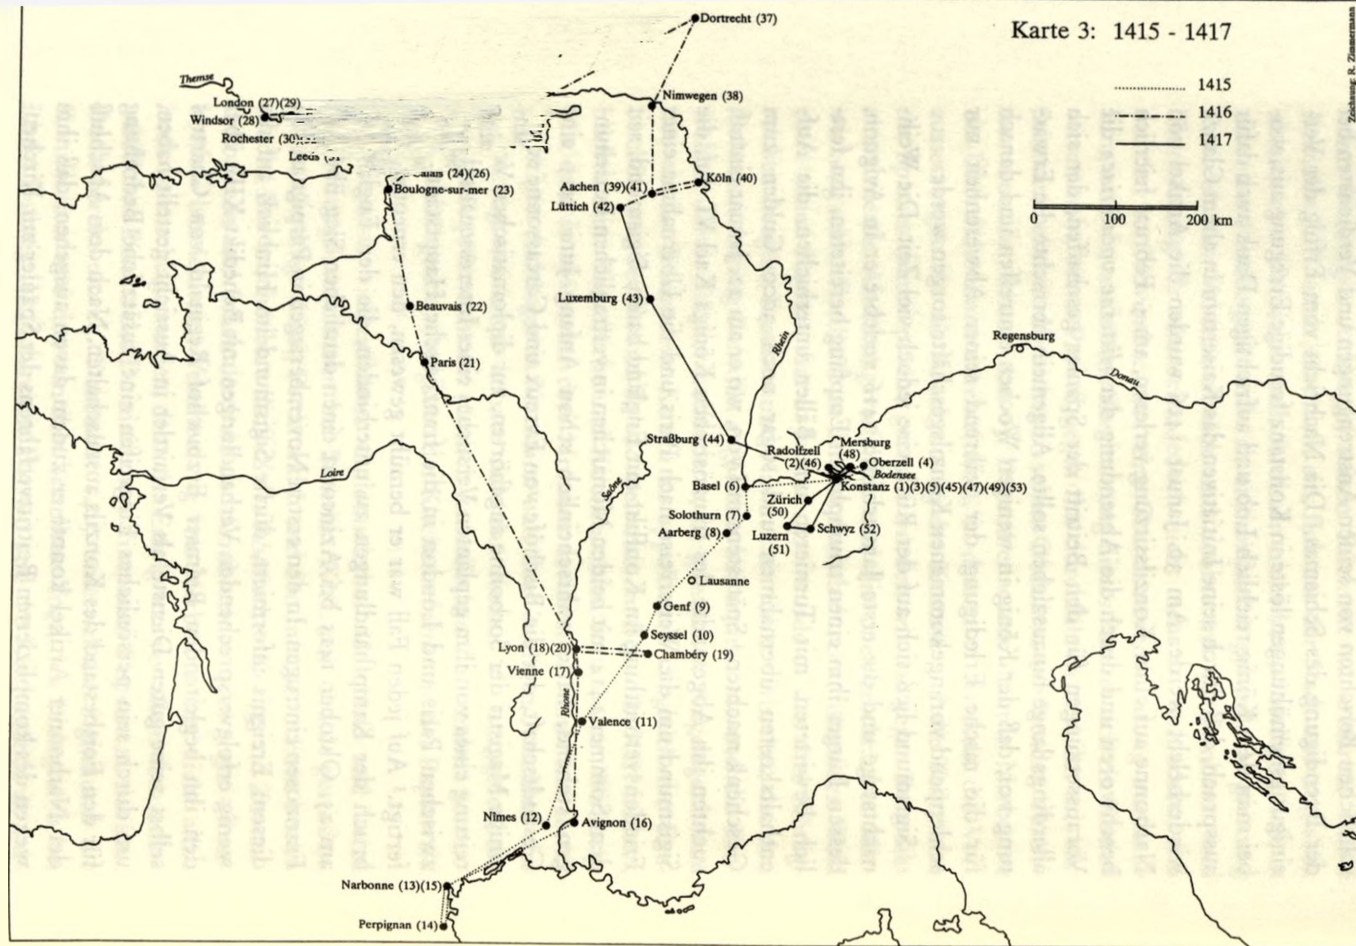 Karte 3: 1415 - 1417
1415
1416
1417
0 100 200 km
Zeichnung: R. Zimmermann
Dortrecht (37)
Themse
London (27)(29)
Windsor (28)
Rochester (30)
Leeds
Nimwegen (38)
(24)(26)
Boulogne-sur-mer (23)
Aachen (39)(41)
Köln (40)
Lüttich (42)
Beauvais (22)
Luxemburg (43)
Rhein
Regensburg
Donau
Paris (21)
Straßburg (44)
Radolfzell
(2)(46)
Mersburg
(48)
Oberzell (4)
Bodensee
Loire
Saône
Basel (6)
Konstanz (1)(3)(5)(45)(47)(49)(53)
Zürich
(50)
Solothurn (7)
Aarberg (8)
Luzern
(51)
Schwyz (52)
Lausanne
Genf (9)
Seyssel (10)
Lyon (18)(20)
Chambéry (19)
Vienne (17)
Rhone
Valence (11)
Nîmes (12)
Avignon (16)
Narbonne (13)(15)
Perpignan (14)